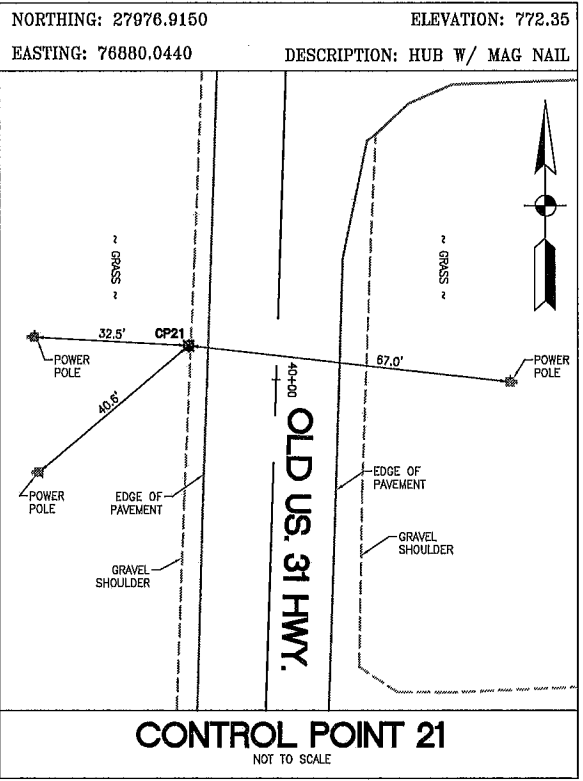 NORTHING: 27976.9150
ELEVATION: 772.35
EASTING: 76880.0440
DESCRIPTION: HUB W/ MAG NAIL
~ GRASS ~
~ GRASS ~
32.5'
CP21
POWER
POLE
67.0'
POWER
POLE
40.6'
40+00
OLD US. 31 HWY.
POWER
POLE
EDGE OF
PAVEMENT
EDGE OF
PAVEMENT
GRAVEL
SHOULDER
GRAVEL
SHOULDER
CONTROL POINT 21
NOT TO SCALE